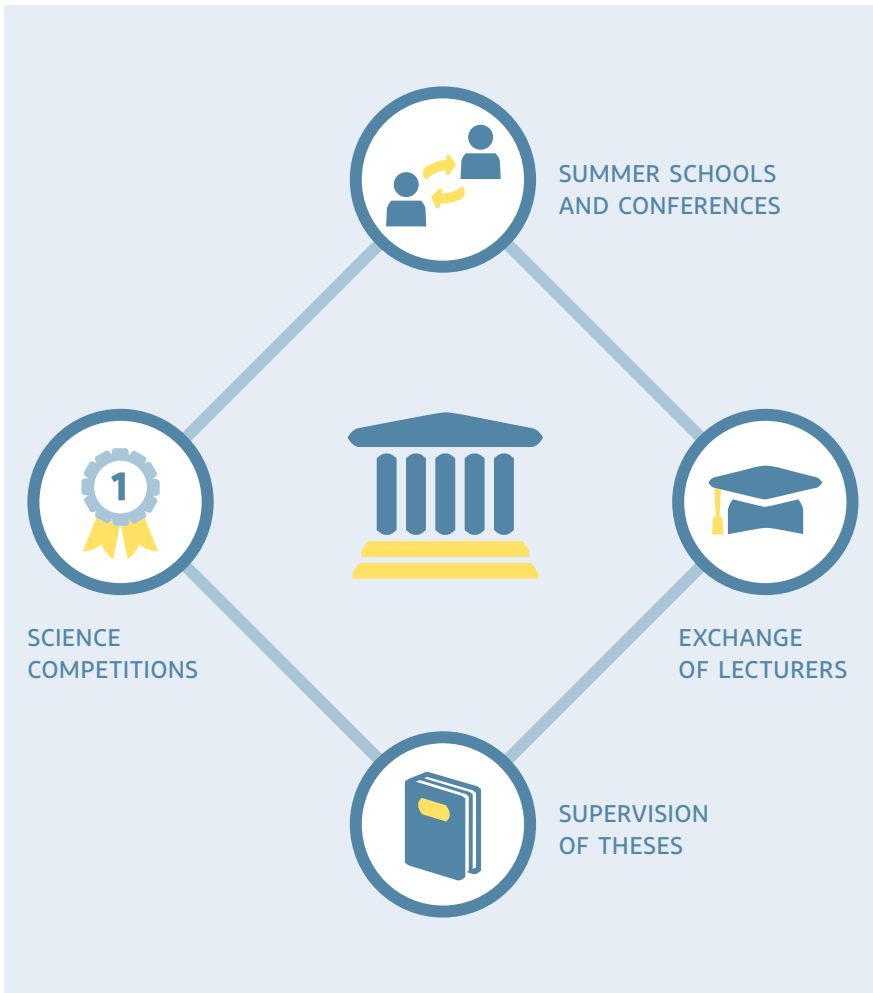 SUMMER SCHOOLS
AND CONFERENCES
1
SCIENCE
COMPETITIONS
EXCHANGE
OF LECTURERS
SUPERVISION
OF THESES